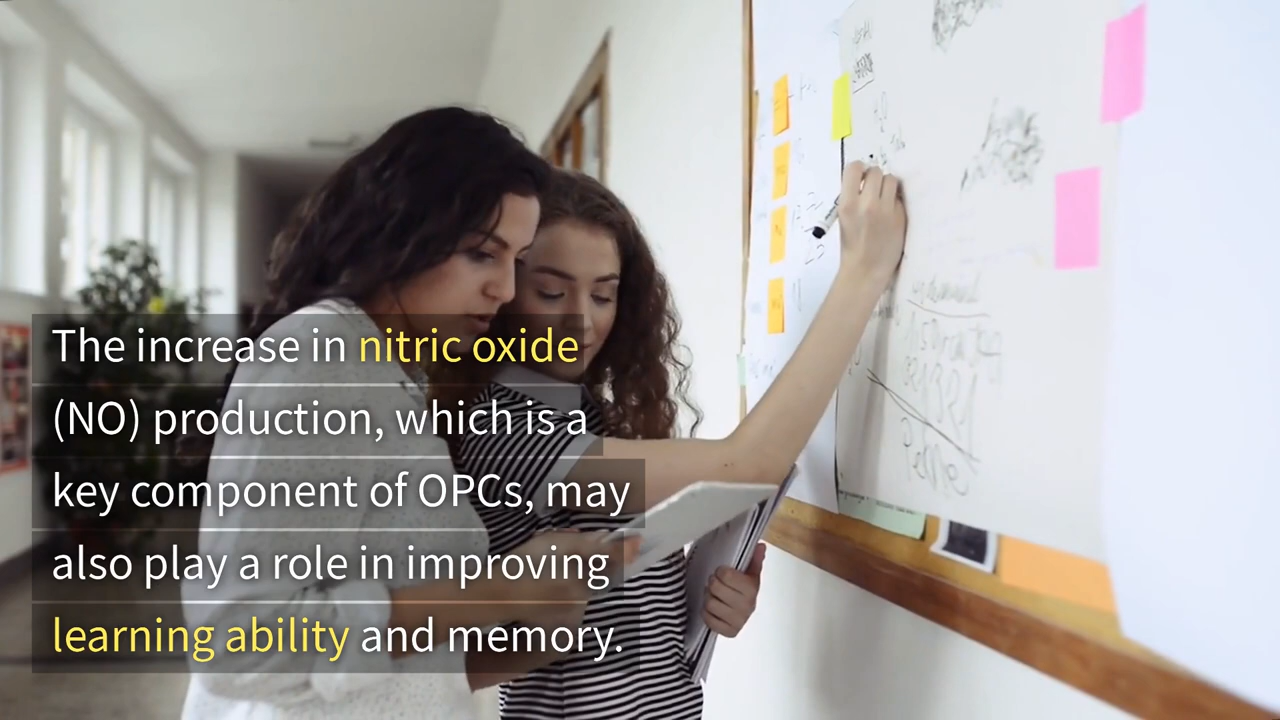 The increase in nitric oxide
(NO) production, which is a
key component of OPCs, may
also play a role in improving
learning ability and memory.